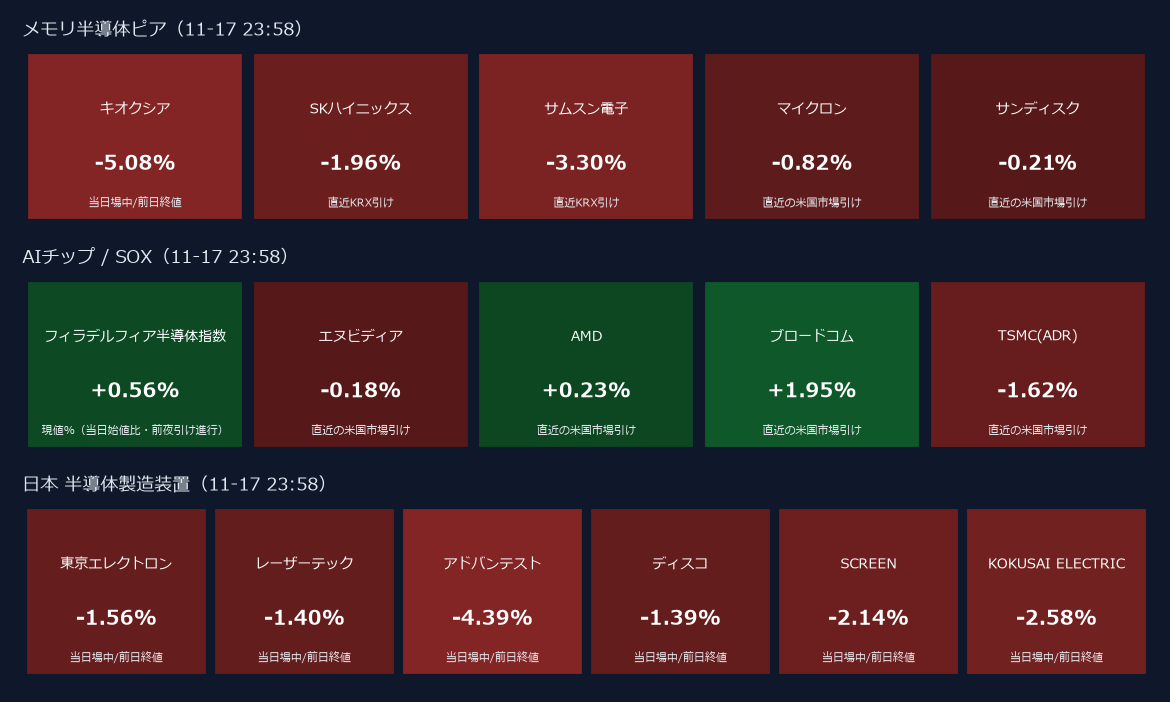 メモリ半導体ピア（11-17 23:58）
キオクシア
-5.08%
当日場中/前日終値
SKハイニックス
-1.96%
直近KRX引け
サムスン電子
-3.30%
直近KRX引け
マイクロン
-0.82%
直近の米国市場引け
サンディスク
-0.21%
直近の米国市場引け
AIチップ / SOX（11-17 23:58）
フィラデルフィア半導体指数
+0.56%
現値%（当日始値比・前夜引け進行）
エヌビディア
-0.18%
直近の米国市場引け
AMD
+0.23%
直近の米国市場引け
ブロードコム
+1.95%
直近の米国市場引け
TSMC(ADR)
-1.62%
直近の米国市場引け
日本 半導体製造装置（11-17 23:58）
東京エレクトロン
-1.56%
当日場中/前日終値
レーザーテック
-1.40%
当日場中/前日終値
アドバンテスト
-4.39%
当日場中/前日終値
ディスコ
-1.39%
当日場中/前日終値
SCREEN
-2.14%
当日場中/前日終値
KOKUSAI ELECTRIC
-2.58%
当日場中/前日終値